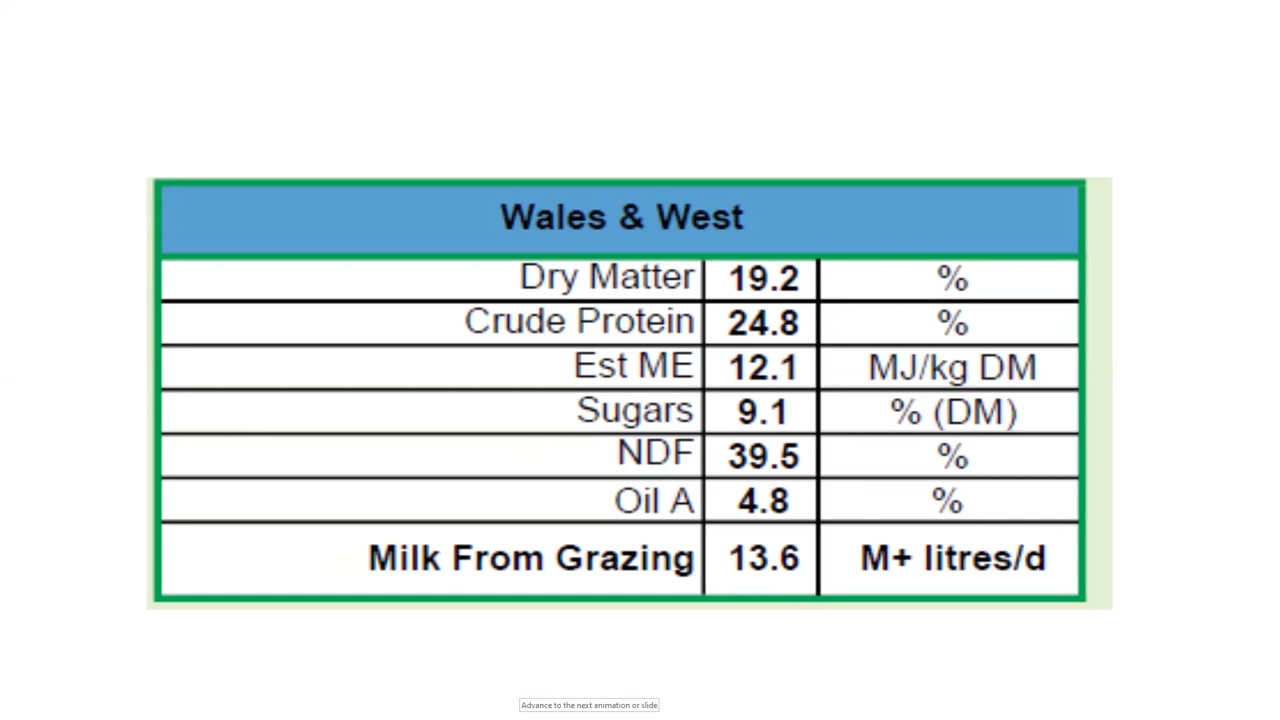 Wales & West
Dry Matter 19.2 %
Crude Protein 24.8 %
Est ME 12.1 MJ/kg DM
Sugars 9.1 % (DM)
NDF 39.5 %
Oil A 4.8 %
Milk From Grazing 13.6 M+ litres/d
Advance to the next animation or slide